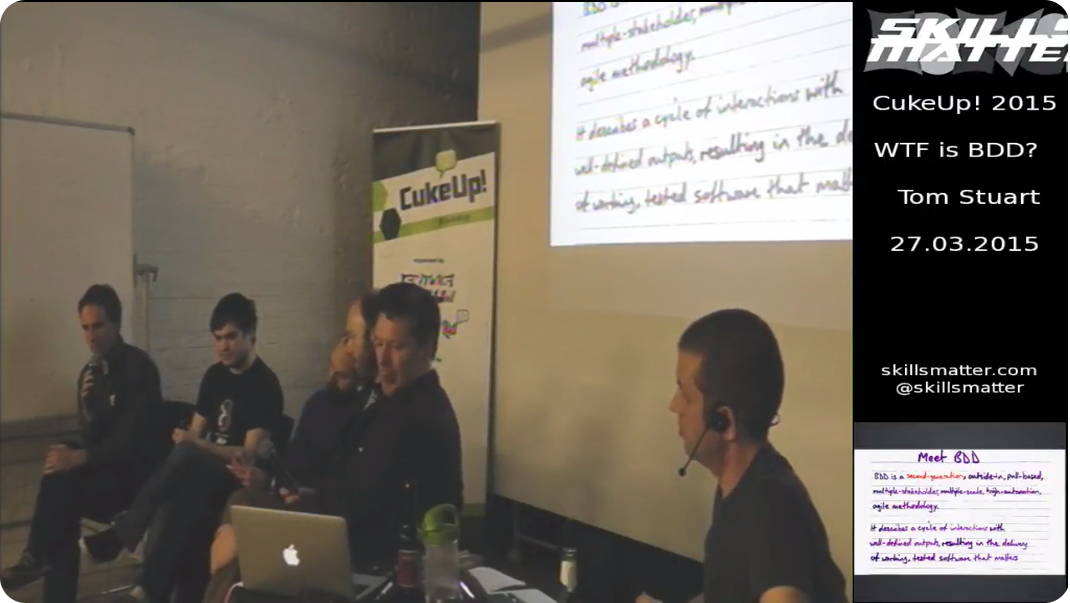 multiple-stakeholder,
agile methodology.
It describes a cycle of interactions with
well-defined outputs, resulting in the
of working, tested software that
CukeUp!
SKILLS
MATTER
CukeUp! 2015
WTF is BDD?
Tom Stuart
27.03.2015
skillsmatter.com
@skillsmatter
Meet BDD
BDD is a second-generation, outside-in, pull-based,
multiple-stakeholder, multiple-scale, high-automation,
agile methodology.
It describes a cycle of interactions with
well-defined outputs, resulting in the delivery
of working, tested software that matters